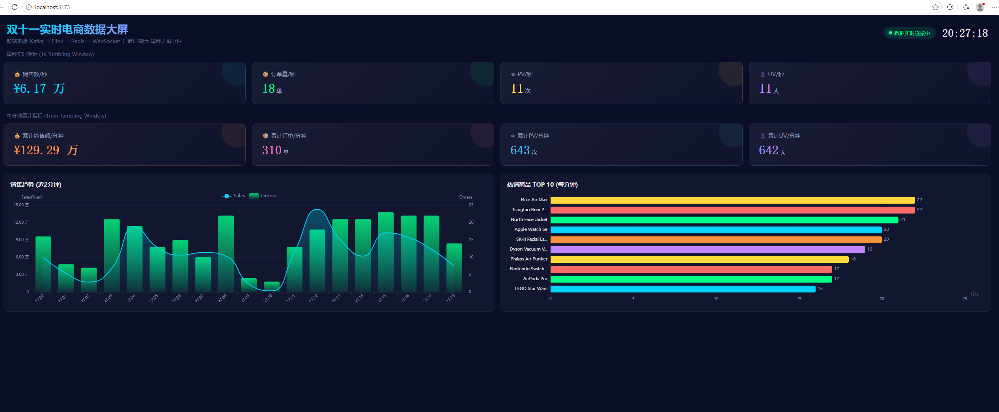 localhost:5173
双十一实时电商数据大屏
数据来源: Kafka → Flink → Redis → WebSocket | 窗口统计: 每秒 / 每分钟
数据实时连接中
20:27:18
每秒实时指标 (1s Tumbling Window)
销售额/秒
¥6.17 万
订单量/秒
18 单
PV/秒
11 次
UV/秒
11 人
每分钟累计指标 (1min Tumbling Window)
累计销售额/分钟
¥129.29 万
累计订单/分钟
310 单
累计PV/分钟
643 次
累计UV/分钟
642 人
销售趋势 (近2分钟)
Sales Orders
Sales(Yuan)
Orders
15.00 万
12.00 万
9.00 万
6.00 万
3.00 万
0
25
20
15
10
5
0
27:00 27:01 27:02 27:03 27:04 27:05 27:06 27:07 27:08 27:09 27:10 27:11 27:12 27:13 27:14 27:15 27:16 27:17 27:18
热销商品 TOP 10 (每分钟)
Nike Air Max 22
Tsingtao Beer 2... 22
North Face Jacket 21
Apple Watch S9 20
SK-II Facial Es... 20
Dyson Vacuum V... 19
Philips Air Purifier 18
Nintendo Switch... 17
AirPods Pro 17
LEGO Star Wars 16
Qty
0 5 10 15 20 25